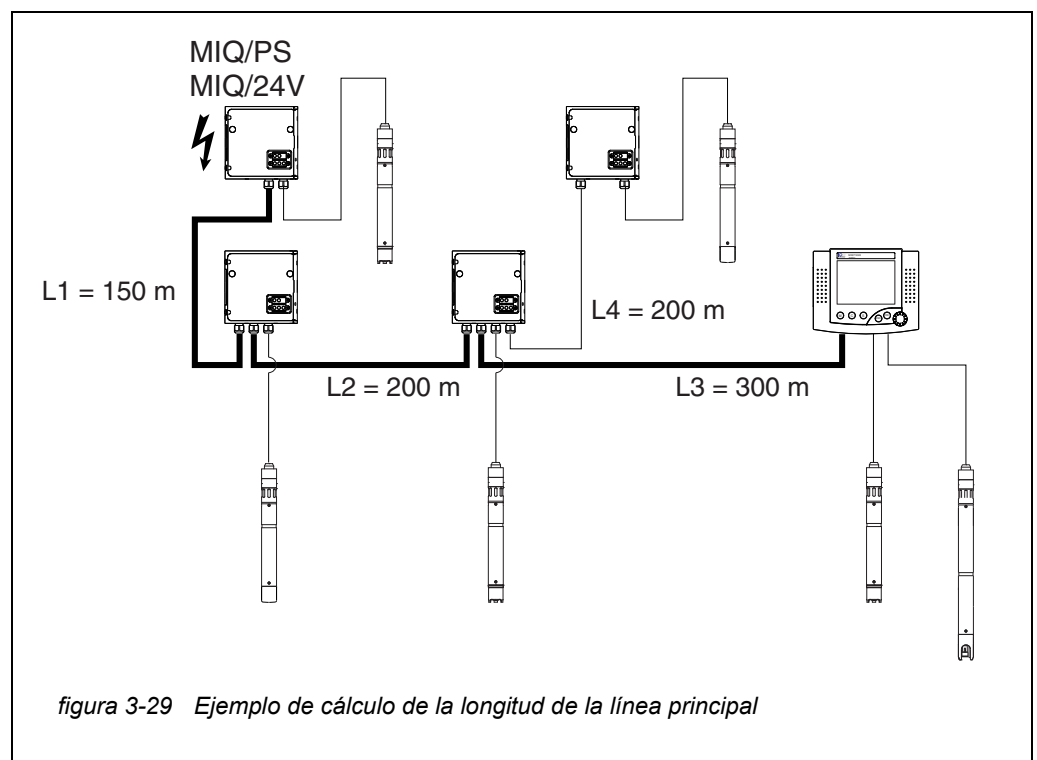 MIQ/PS
MIQ/24V
L1 = 150 m
L4 = 200 m
L2 = 200 m
L3 = 300 m
figura 3-29 Ejemplo de cálculo de la longitud de la línea principal